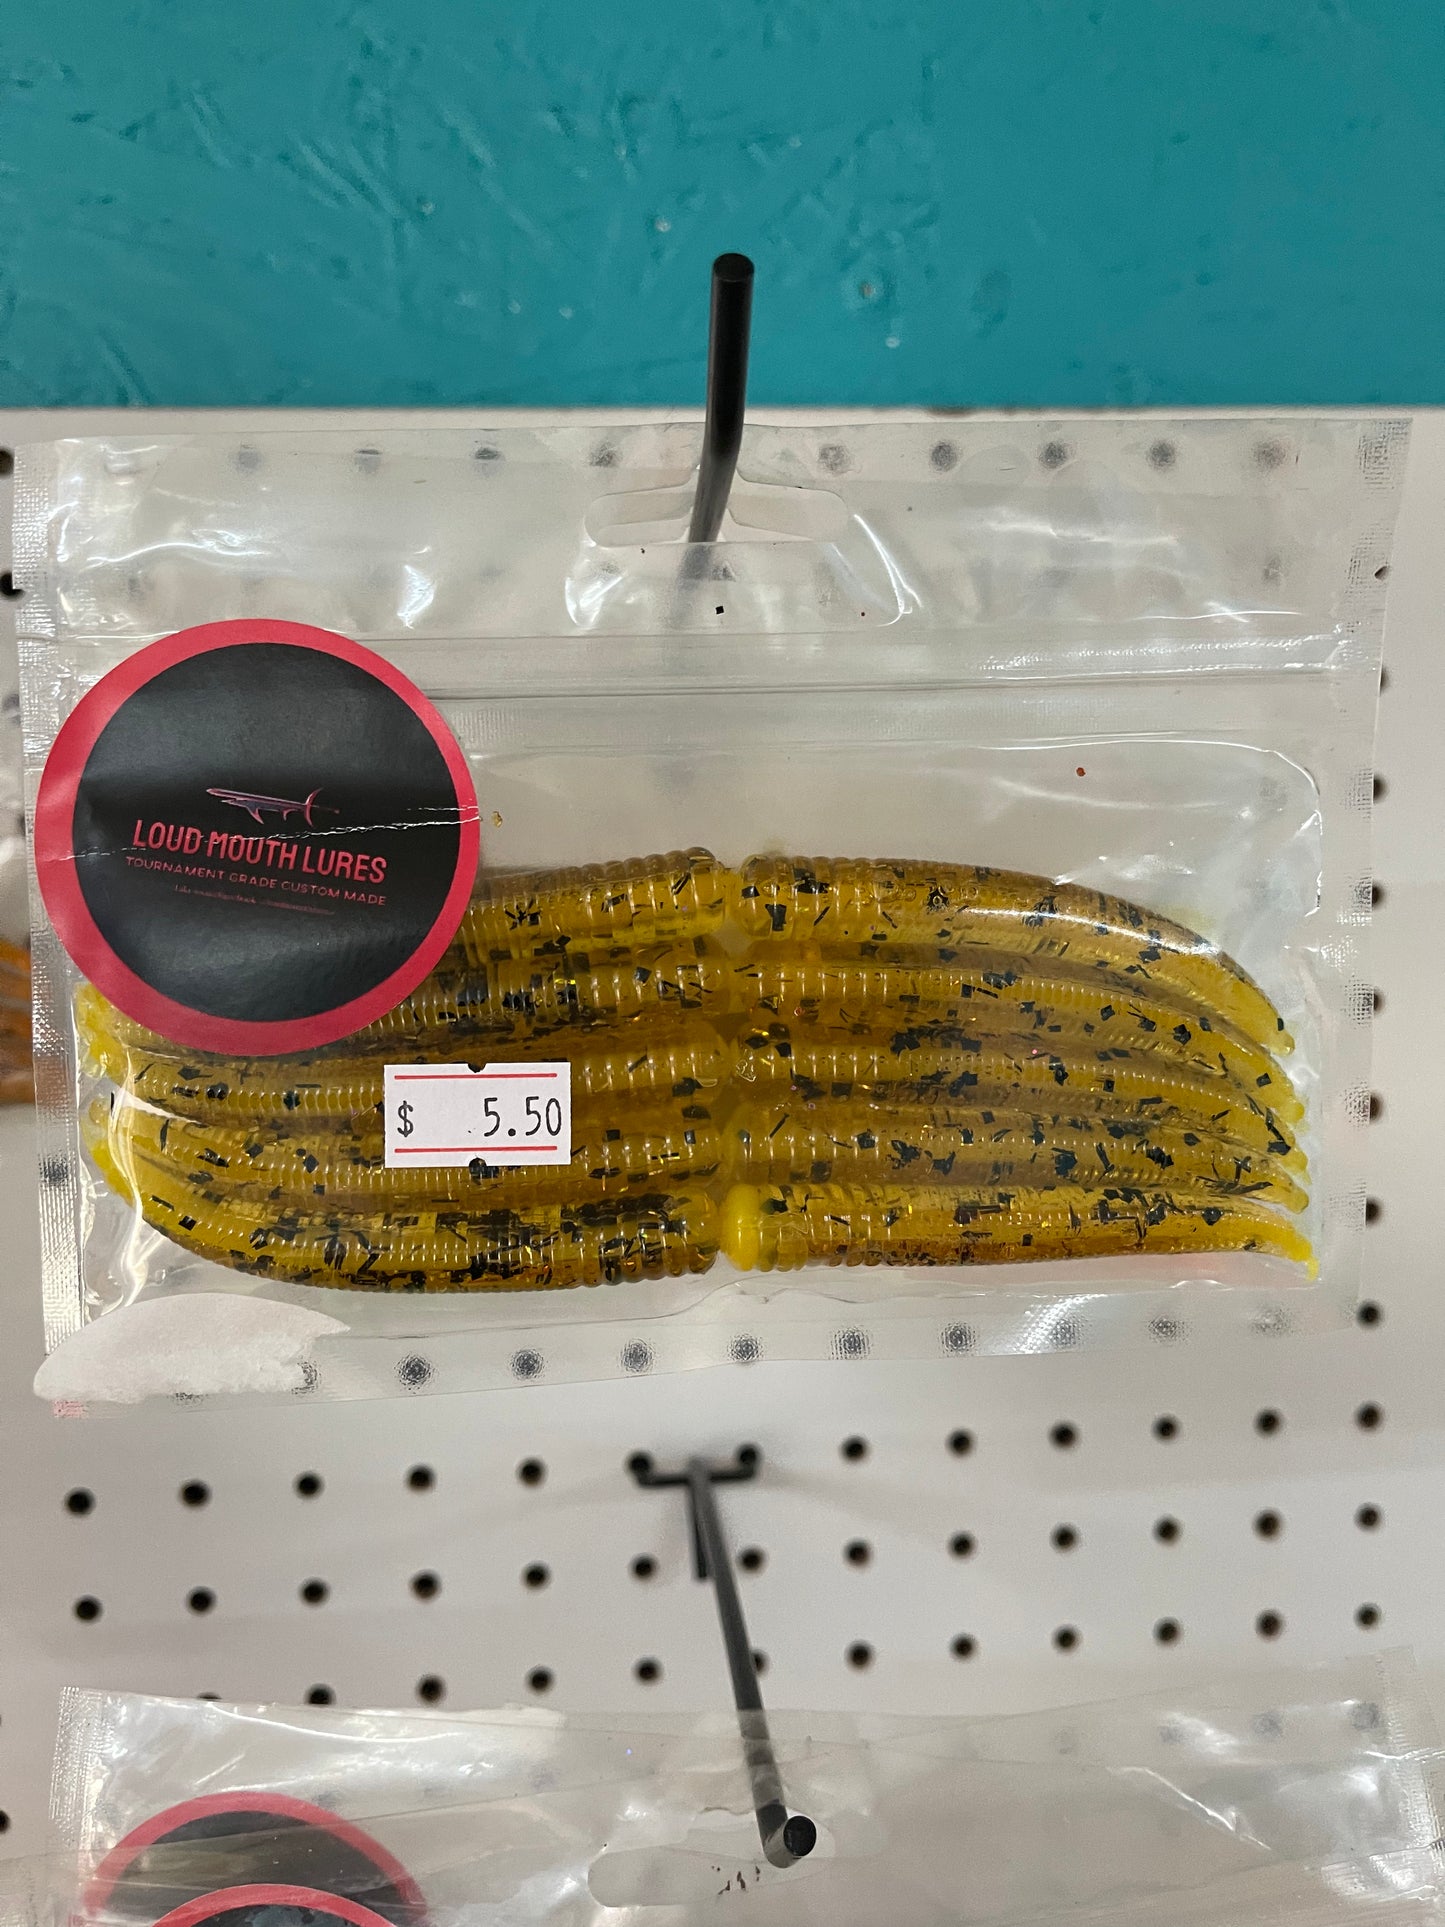 LOUD MOUTH LURES
TOURNAMENT GRADE CUSTOM MADE
$ 5.50